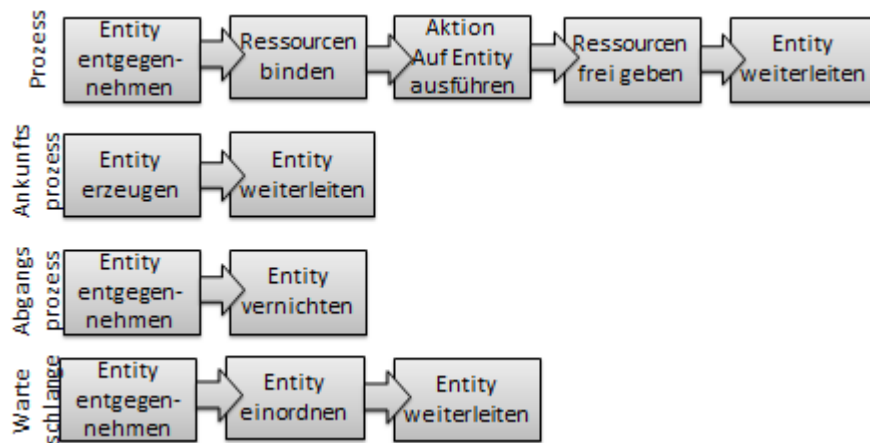 Prozess
Entity
entgegen-
nehmen
Ressourcen
binden
Aktion
Auf Entity
ausführen
Ressourcen
frei geben
Entity
weiterleiten
Ankunfts
prozess
Entity
erzeugen
Entity
weiterleiten
Abgangs
prozess
Entity
entgegen-
nehmen
Entity
vernichten
Warte
schlange
Entity
entgegen-
nehmen
Entity
einordnen
Entity
weiterleiten